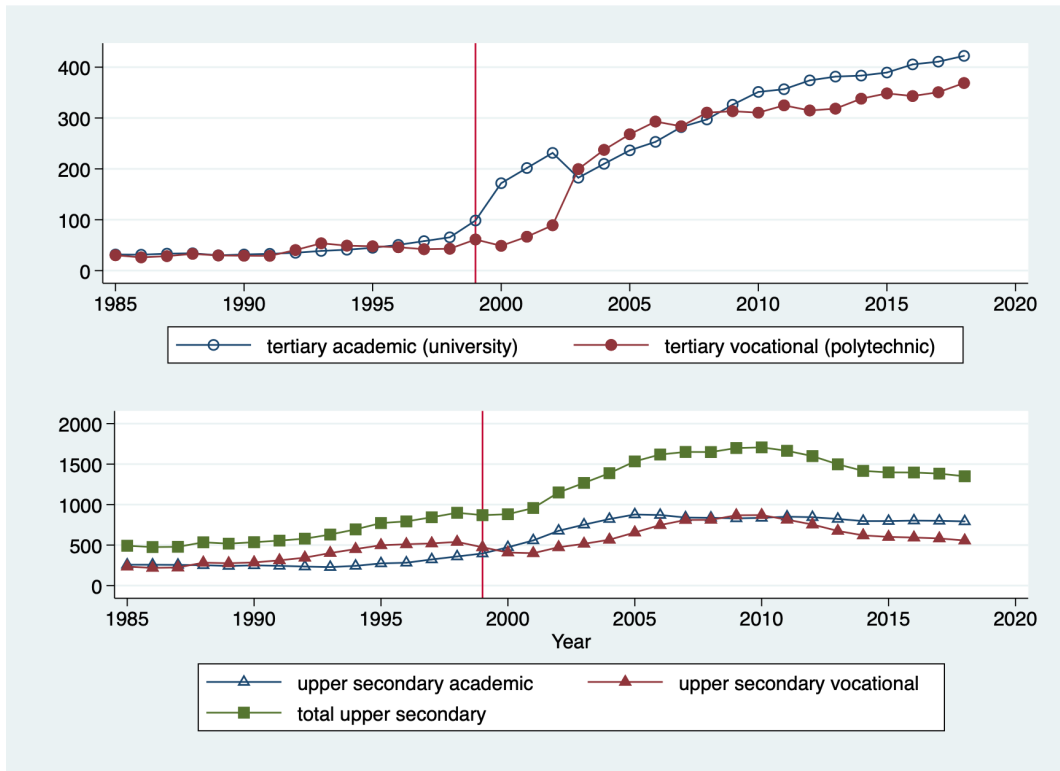 400
300
200
100
0
1985 1990 1995 2000 2005 2010 2015 2020
tertiary academic (university) tertiary vocational (polytechnic)
2000
1500
1000
500
0
1985 1990 1995 2000 2005 2010 2015 2020
Year
upper secondary academic upper secondary vocational
total upper secondary